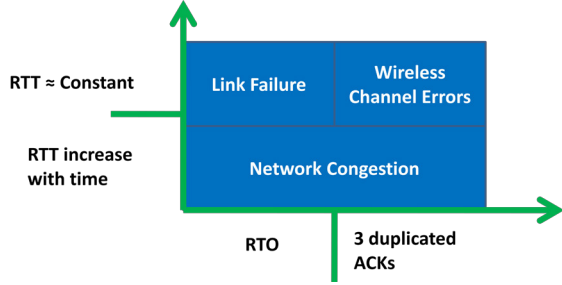 RTT ≈ Constant
Link Failure
Wireless
Channel Errors
RTT increase
with time
Network Congestion
RTO
3 duplicated
ACKs